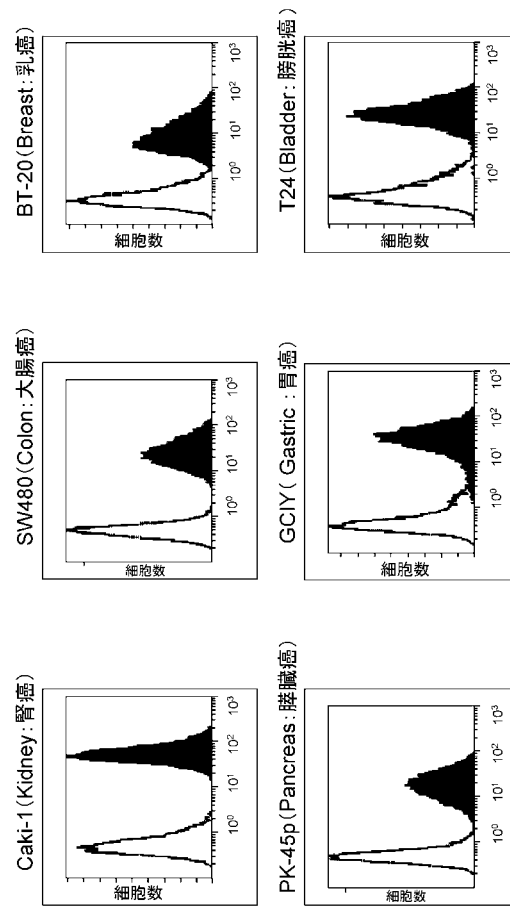 Caki-1 (Kidney：腎癌)
細胞数
10⁰ 10¹ 10² 10³
SW480 (Colon：大腸癌)
細胞数
10⁰ 10¹ 10² 10³
BT-20 (Breast：乳癌)
細胞数
10⁰ 10¹ 10² 10³
PK-45p (Pancreas：膵臓癌)
細胞数
10⁰ 10¹ 10² 10³
GCIY ( Gastric：胃癌)
細胞数
10⁰ 10¹ 10² 10³
T24 (Bladder：膀胱癌)
細胞数
10⁰ 10¹ 10² 10³